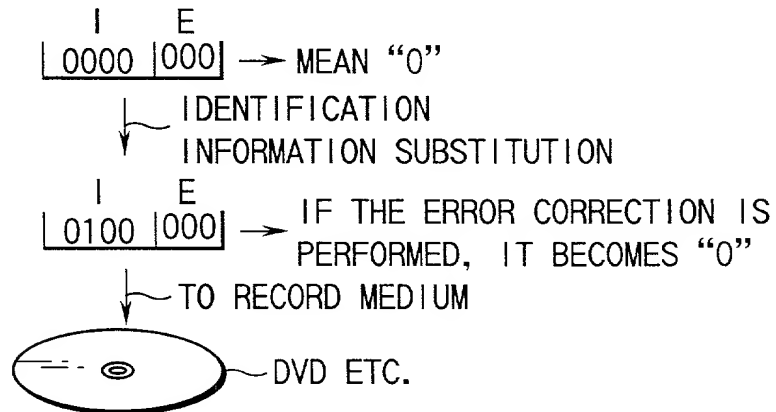 I E
0000 000 → MEAN “0”
IDENTIFICATION
INFORMATION SUBSTITUTION
I E
0100 000 → IF THE ERROR CORRECTION IS
PERFORMED, IT BECOMES “0”
TO RECORD MEDIUM
DVD ETC.